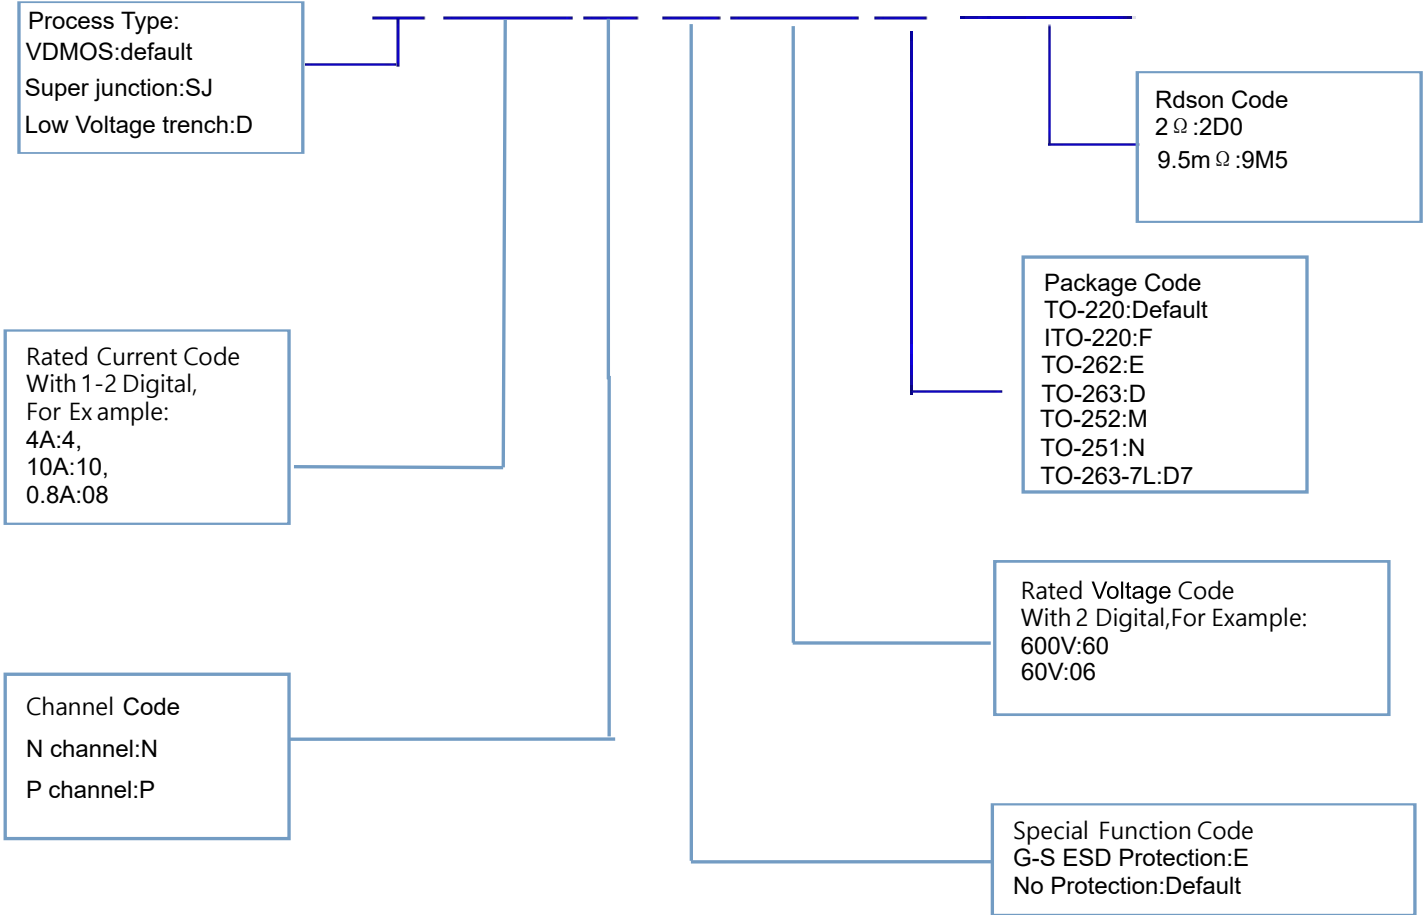 Process Type:
VDMOS:default
Super junction:SJ
Low Voltage trench:D
Rdson Code
2Ω:2D0
9.5mΩ:9M5
Package Code
TO-220:Default
ITO-220:F
TO-262:E
TO-263:D
TO-252:M
TO-251:N
TO-263-7L:D7
Rated Current Code
With 1-2 Digital,
For Ex ample:
4A:4,
10A:10,
0.8A:08
Rated Voltage Code
With 2 Digital,For Example:
600V:60
60V:06
Channel Code
N channel:N
P channel:P
Special Function Code
G-S ESD Protection:E
No Protection:Default